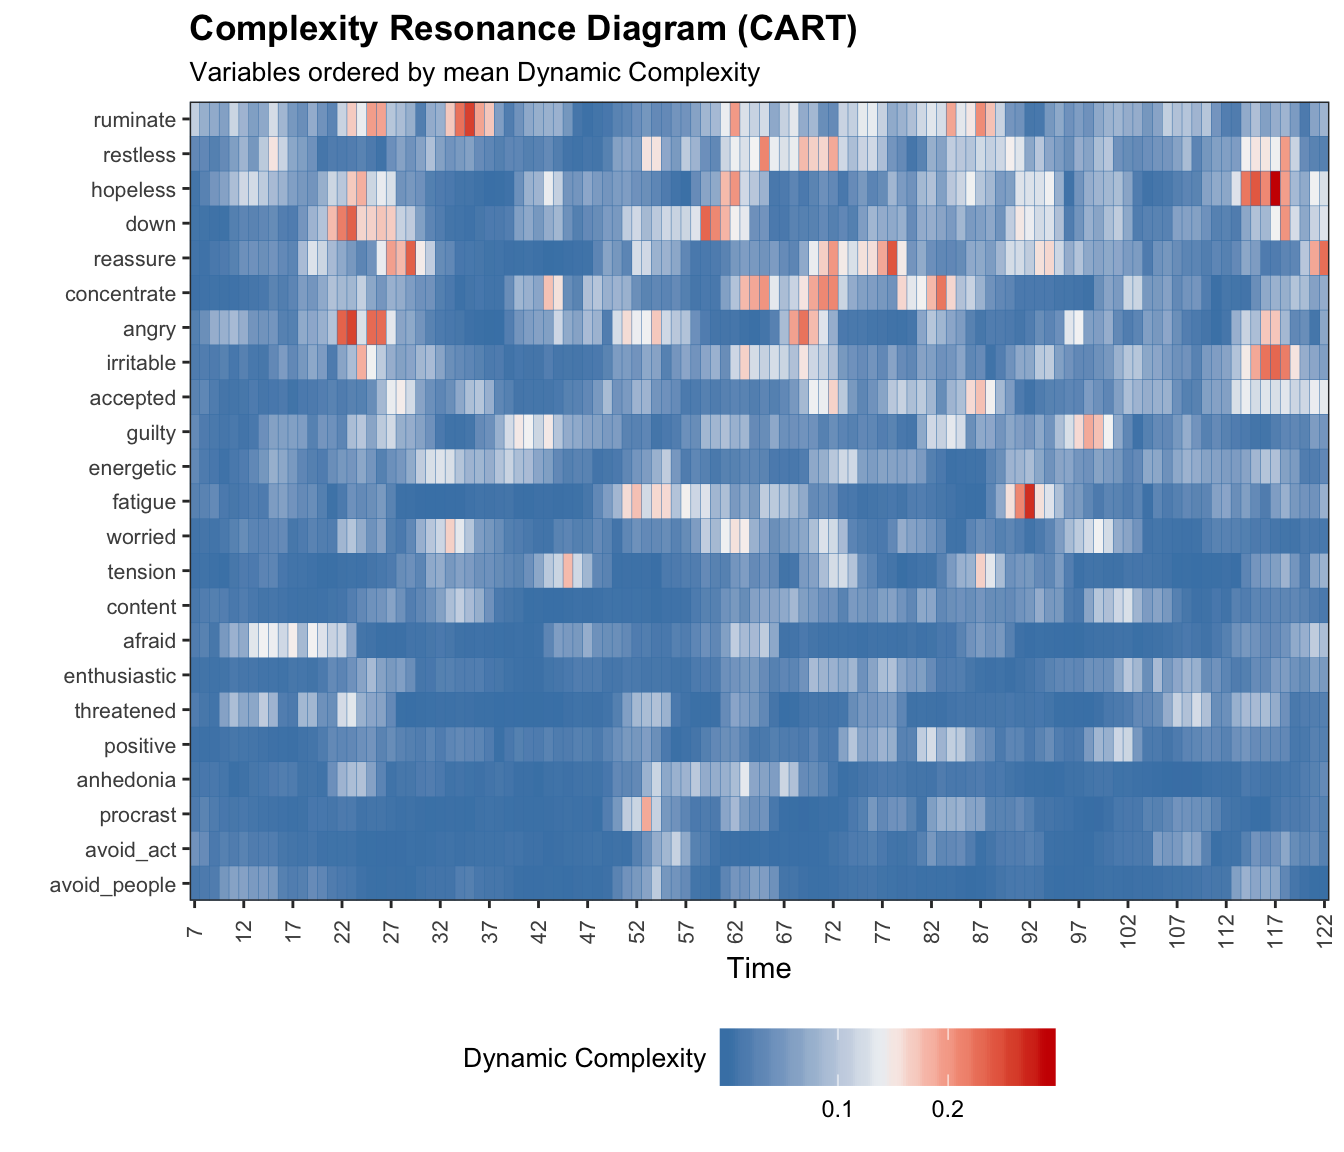 Complexity Resonance Diagram (CART)
Variables ordered by mean Dynamic Complexity
ruminate
restless
hopeless
down
reassure
concentrate
angry
irritable
accepted
guilty
energetic
fatigue
worried
tension
content
afraid
enthusiastic
threatened
positive
anhedonia
procrast
avoid_act
avoid_people
7 12 17 22 27 32 37 42 47 52 57 62 67 72 77 82 87 92 97 102 107 112 117 122
Time
Dynamic Complexity
0.1 0.2